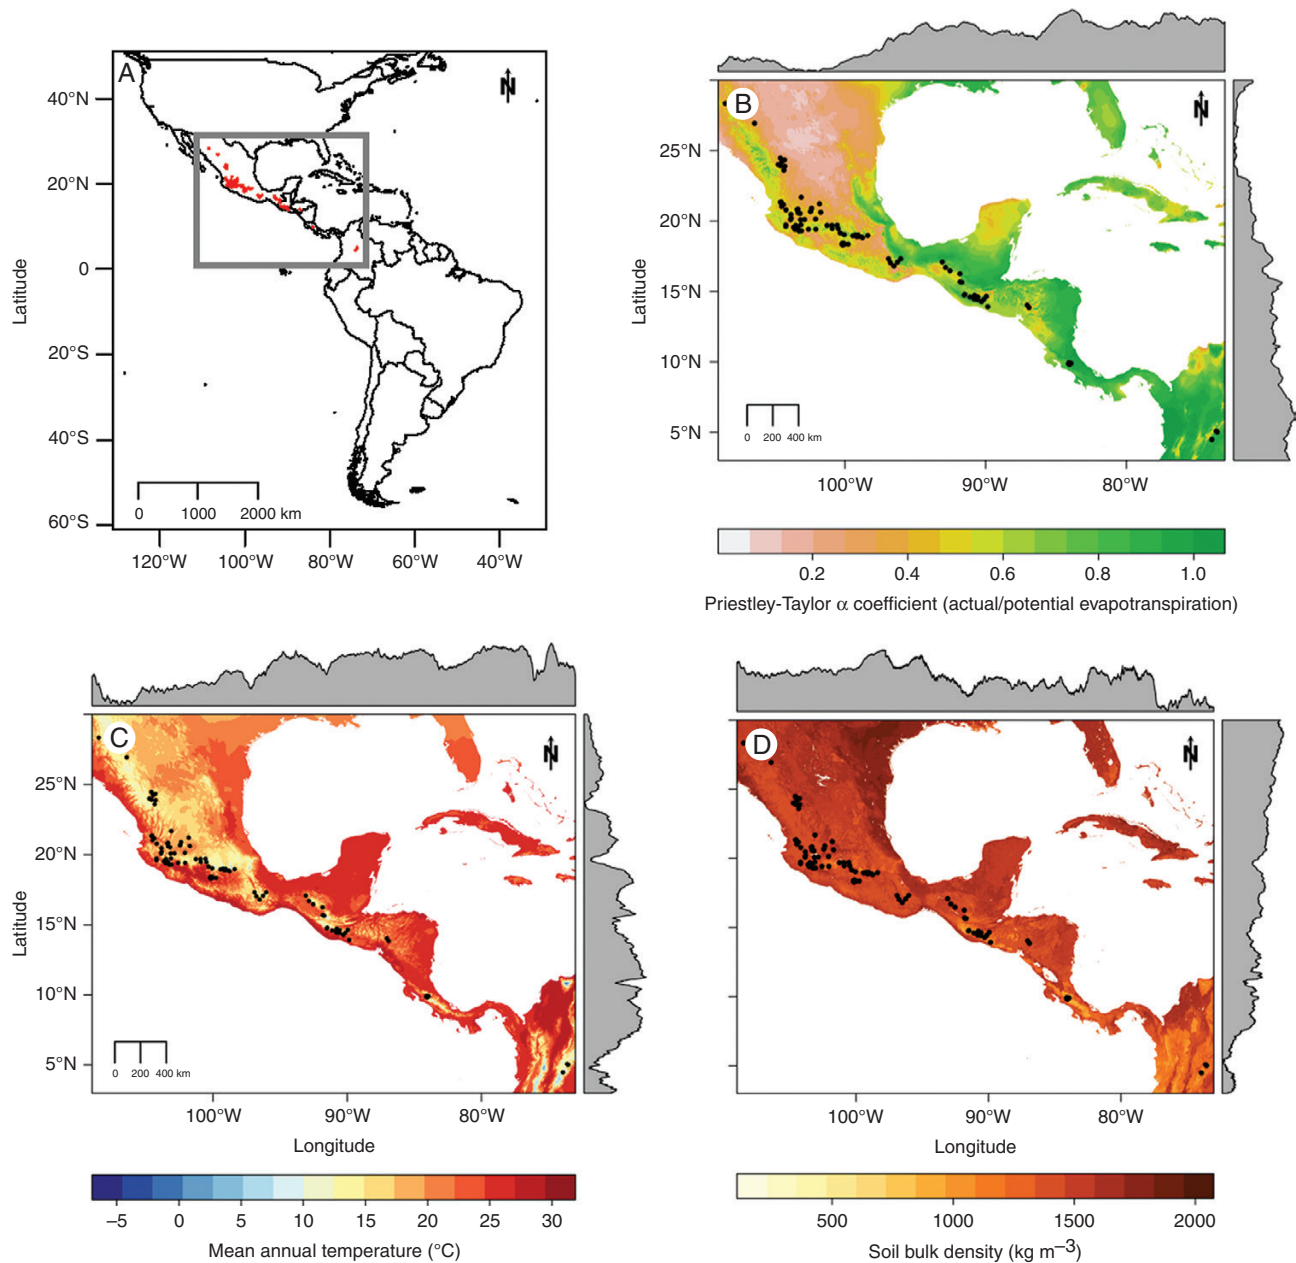 A
N
40°N
20°N
0
20°S
40°S
60°S
Latitude
0 1000 2000 km
120°W 100°W 80°W 60°W 40°W
B
N
25°N
20°N
15°N
10°N
5°N
Latitude
0 200 400 km
100°W 90°W 80°W
0.2 0.4 0.6 0.8 1.0
Priestley-Taylor α coefficient (actual/potential evapotranspiration)
C
N
25°N
20°N
15°N
10°N
5°N
Latitude
0 200 400 km
100°W 90°W 80°W
Longitude
–5 0 5 10 15 20 25 30
Mean annual temperature (°C)
D
N
100°W 90°W 80°W
Longitude
500 1000 1500 2000
Soil bulk density (kg m⁻³)